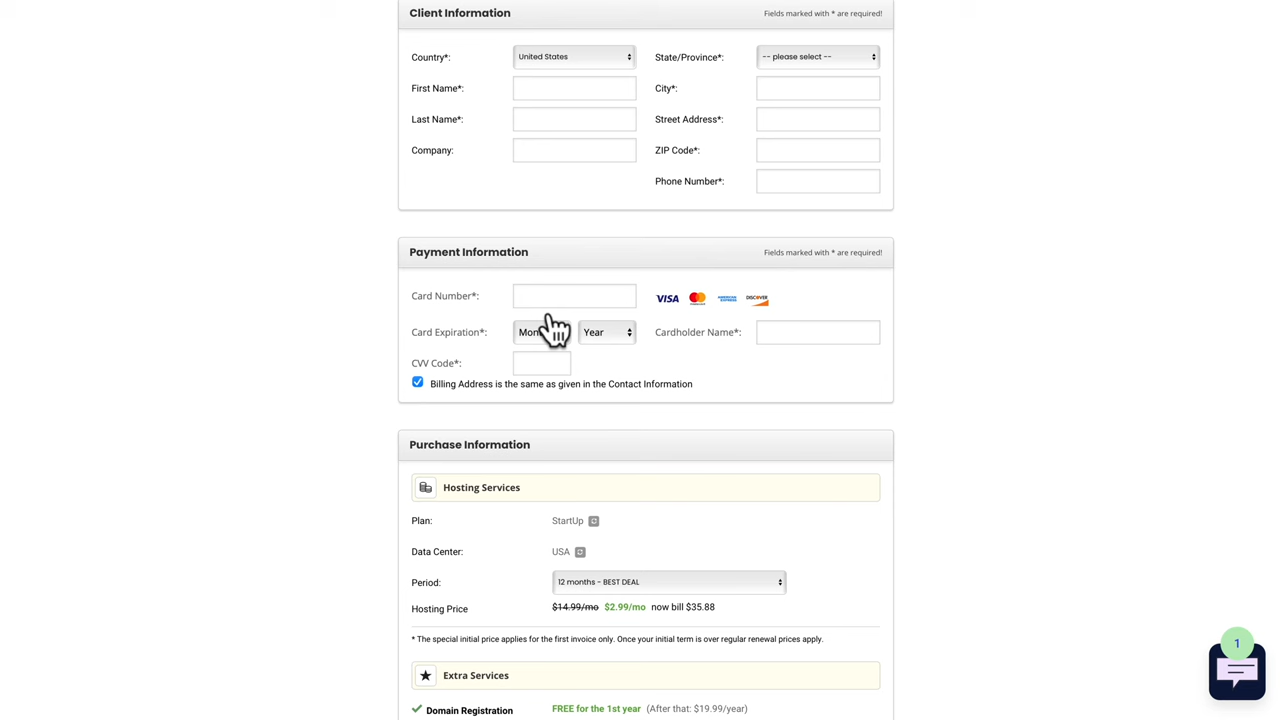 Client Information Fields marked with * are required!
Country*: United States State/Province*: -- please select --
First Name*: City*:
Last Name*: Street Address*:
Company: ZIP Code*:
Phone Number*:
Payment Information Fields marked with * are required!
Card Number*: VISA DISCOVER
Card Expiration*: Year Cardholder Name*:
CVV Code*:
Billing Address is the same as given in the Contact Information
Purchase Information
Hosting Services
Plan: StartUp
Data Center: USA
Period: 12 months - BEST DEAL
Hosting Price $14.99/mo $2.99/mo now bill $35.88
* The special initial price applies for the first invoice only. Once your initial term is over regular renewal prices apply.
1
Extra Services
Domain Registration FREE for the 1st year (After that: $19.99/year)